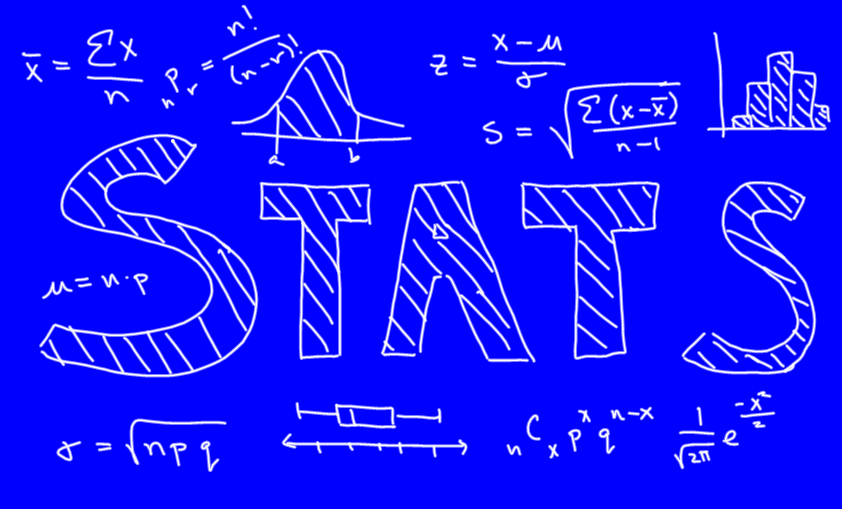 x̄ = Σx / n
nPr = n! / (n-r)!
z = (x - μ) / σ
s = √(Σ(x-x̄) / (n-1))
a b
STATS
μ = n·p
σ = √npq
nCx p^x q^(n-x)
1/√2π e^(-x²/2)